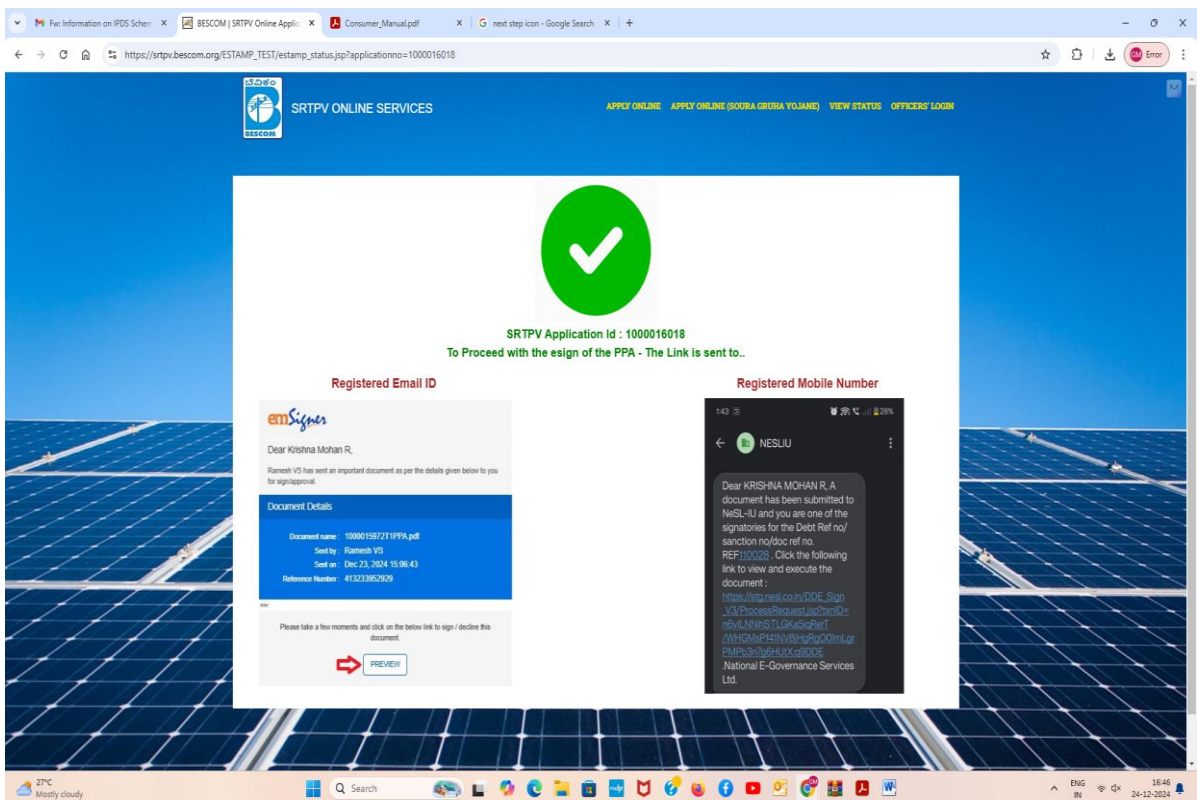 Fw: Information on IPDS Schem
BESCOM | SRTPV Online Applic
Consumer_Manual.pdf
G next step icon - Google Search
https://srtpv.bescom.org/ESTAMP_TEST/estamp_status.jsp?applicationno=1000016018
GM Error
ಬೆವಿಕಂ
BESCOM
SRTPV ONLINE SERVICES
APPLY ONLINE APPLY ONLINE (SOURA GRUHA YOJANE) VIEW STATUS OFFICERS' LOGIN
SRTPV Application Id : 1000016018
To Proceed with the esign of the PPA - The Link is sent to..
Registered Email ID
emSigner
Dear Krishna Mohan R,
Ramesh VS has sent an important document as per the details given below to you
for sign/approval.
Document Details
Document name : 1000015972T1PPA.pdf
Sent by : Ramesh VS
Sent on : Dec 23, 2024 15:06:43
Reference Number : 413233952929
Please take a few moments and click on the below link to sign / decline this
document.
PREVIEW
Registered Mobile Number
1:43
28%
NESLIU
Dear KRISHNA MOHAN R, A
document has been submitted to
NeSL-IU and you are one of the
signatories for the Debt Ref no/
sanction no/doc ref no.
REF110028 . Click the following
link to view and execute the
document :
https://stg.nesl.co.in/DDE_Sign
_V3/ProcessRequest.jsp?txnID=
.National E-Governance Services
Ltd.
27°C
Mostly cloudy
Search
ENG
IN
16:46
24-12-2024